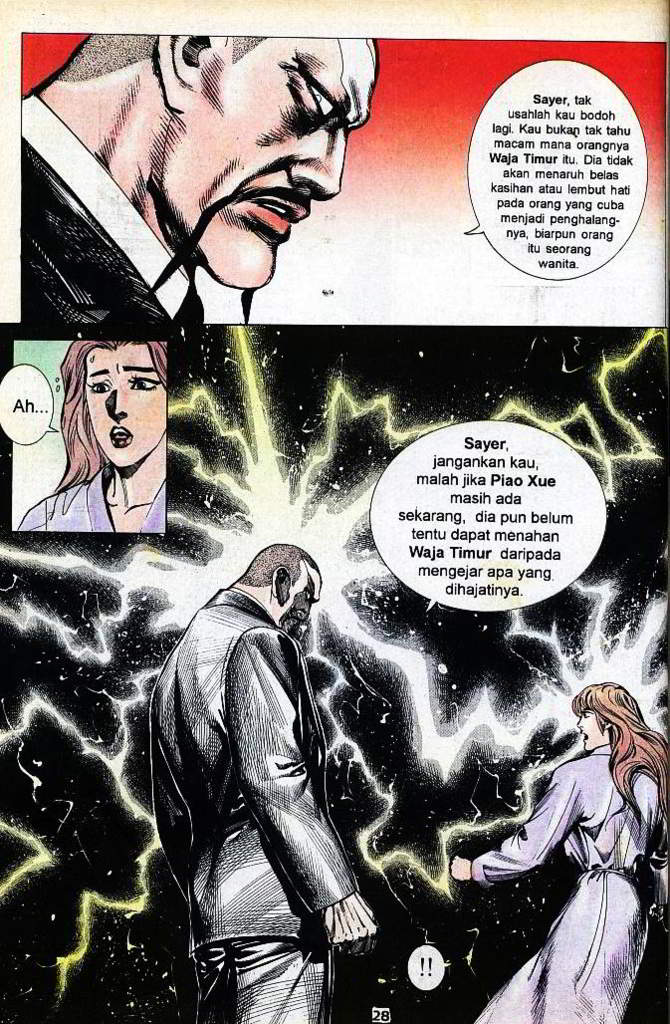 Sayer, tak
usahlah kau bodoh
lagi. Kau bukan tak tahu
macam mana orangnya
Waja Timur itu. Dia tidak
akan menaruh belas
kasihan atau lembut hati
pada orang yang cuba
menjadi penghalang-
nya, biarpun orang
itu seorang
wanita.
Ah...
Sayer,
jangankan kau,
malah jika Piao Xue
masih ada
sekarang, dia pun belum
tentu dapat menahan
Waja Timur daripada
mengejar apa yang
dihajatinya.
!!
28